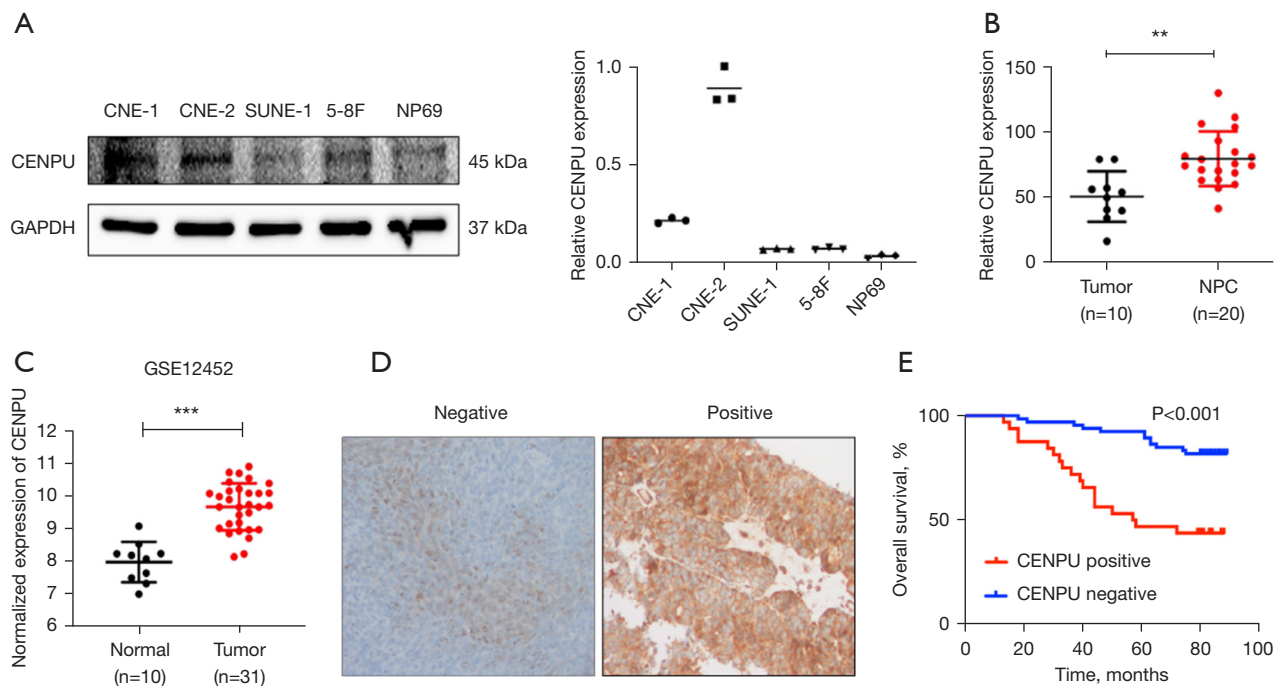 A
CNE-1 CNE-2 SUNE-1 5-8F NP69
CENPU
45 kDa
GAPDH
37 kDa
Relative CENPU expression
1.0
0.5
0.0
CNE-1
CNE-2
SUNE-1
5-8F
NP69
B
**
Relative CENPU expression
150
100
50
0
Tumor NPC
(n=10) (n=20)
C
GSE12452
***
Normalized expression of CENPU
12
11
10
9
8
7
6
Normal Tumor
(n=10) (n=31)
D
Negative Positive
E
P<0.001
Overall survival, %
100
50
0
CENPU positive
CENPU negative
0 20 40 60 80 100
Time, months